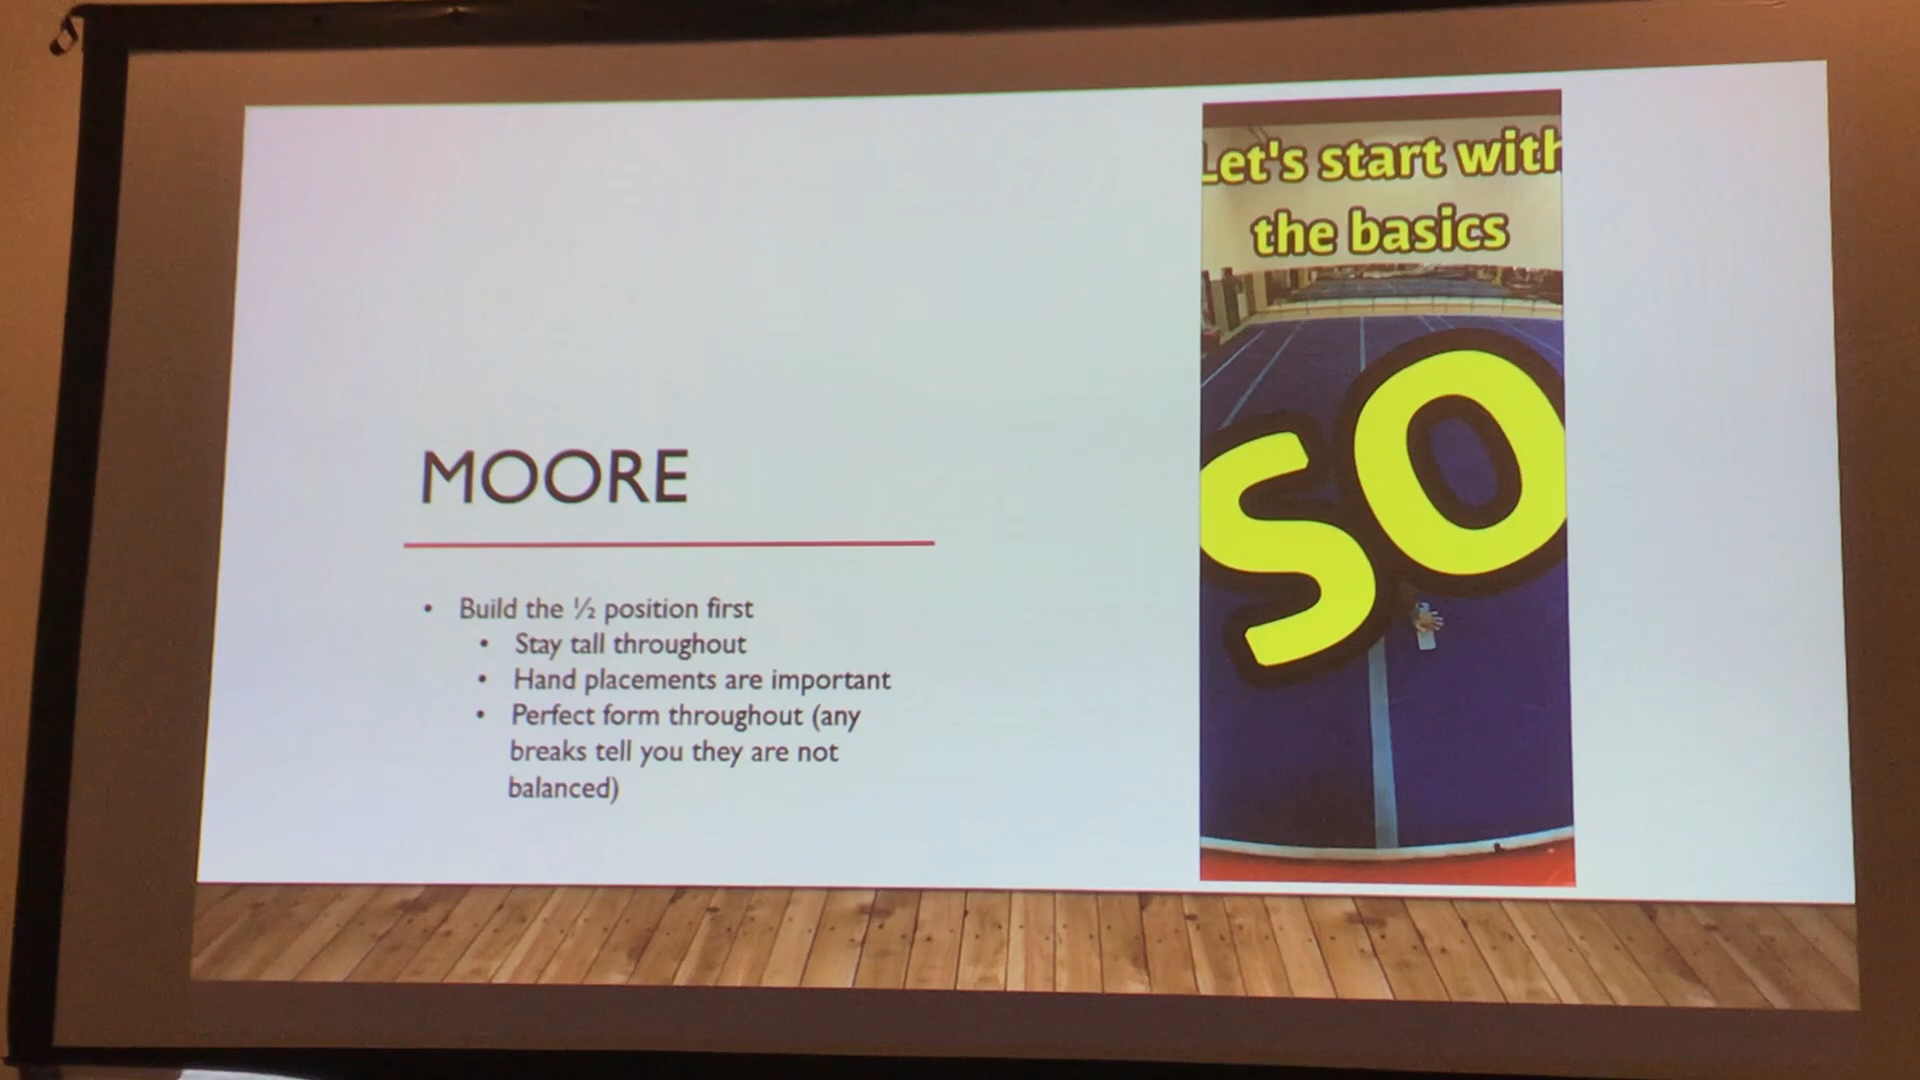 MOORE
• Build the ½ position first
• Stay tall throughout
• Hand placements are important
• Perfect form throughout (any
breaks tell you they are not
balanced)
Let's start with
the basics
SO